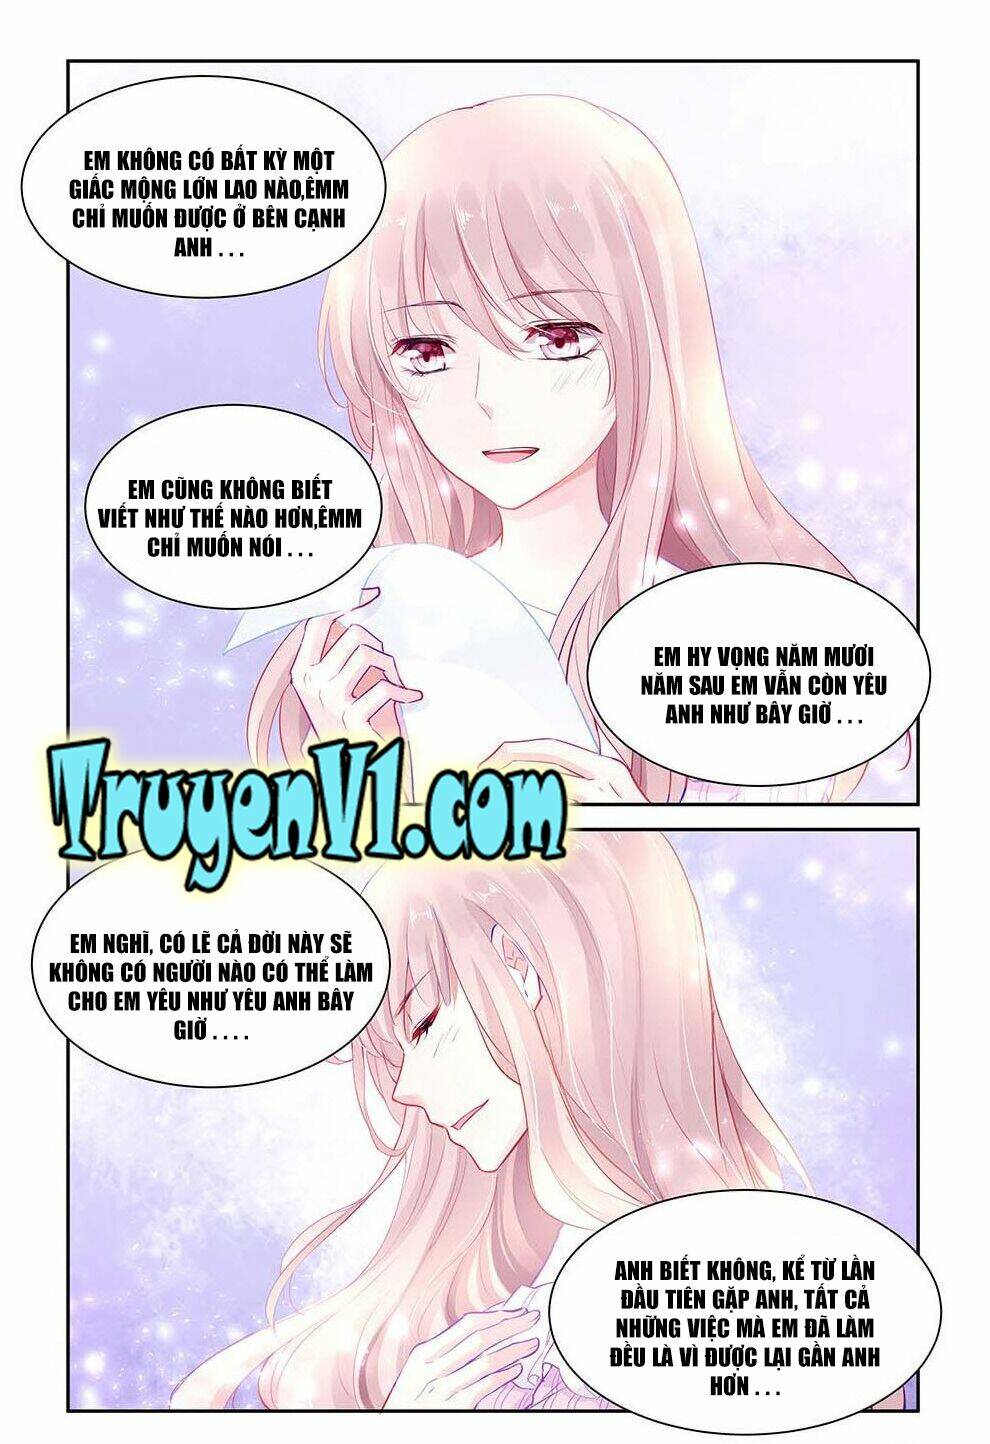 EM KHÔNG CÓ BẤT KỲ MỘT
GIẤC MỘNG LỚN LAO NÀO,ÊMM
CHỈ MUỐN ĐƯỢC Ở BÊN CẠNH
ANH . . .
EM CŨNG KHÔNG BIẾT
VIẾT NHƯ THẾ NÀO HƠN,ÊMM
CHỈ MUỐN NÓI . . .
EM HY VỌNG NĂM MƯƠI
NĂM SAU EM VẪN CÒN YÊU
ANH NHƯ BÂY GIỜ . . .
TruyenV1.com
EM NGHĨ, CÓ LẼ CẢ ĐỜI NÀY SẼ
KHÔNG CÓ NGƯỜI NÀO CÓ THỂ LÀM
CHO EM YÊU NHƯ YÊU ANH BÂY
GIỜ . . . .
ANH BIẾT KHÔNG, KỂ TỪ LẦN
ĐẦU TIÊN GẶP ANH, TẤT CẢ
NHỮNG VIỆC MÀ EM ĐÃ LÀM
ĐỀU LÀ VÌ ĐƯỢC LẠI GẦN ANH
HƠN . . .